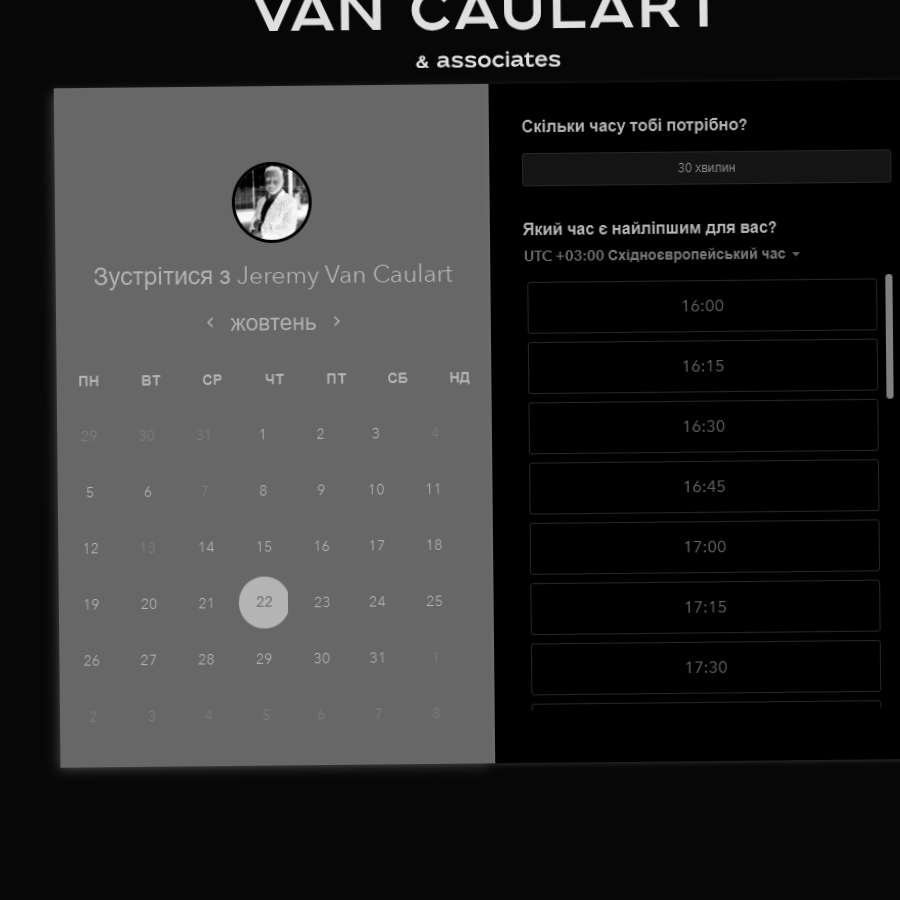 VAN CAULART
& associates
Зустрітися з Jeremy Van Caulart
жовтень
ПН ВТ СР ЧТ ПТ СБ НД
29 30 31 1 2 3 4
5 6 7 8 9 10 11
12 13 14 15 16 17 18
19 20 21 22 23 24 25
26 27 28 29 30 31 1
2 3 4 5 6 7 8
Скільки часу тобі потрібно?
30 хвилин
Який час є найліпшим для вас?
UTC +03:00 Східноєвропейський час
16:00
16:15
16:30
16:45
17:00
17:15
17:30